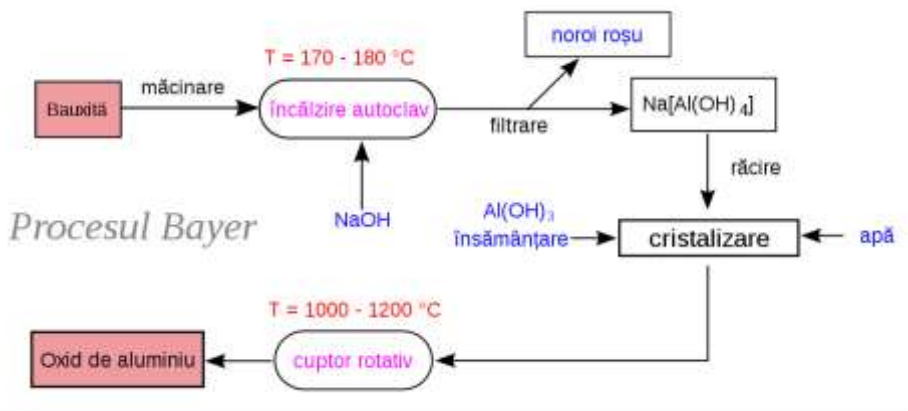 noroi roșu
T = 170 - 180 °C
măcinare
Bauxită
încălzire autoclav
filtrare
Na[Al(OH)₄]
răcire
NaOH
Procesul Bayer
Al(OH)₃
însămânțare
cristalizare
apă
T = 1000 - 1200 °C
Oxid de aluminiu
cuptor rotativ